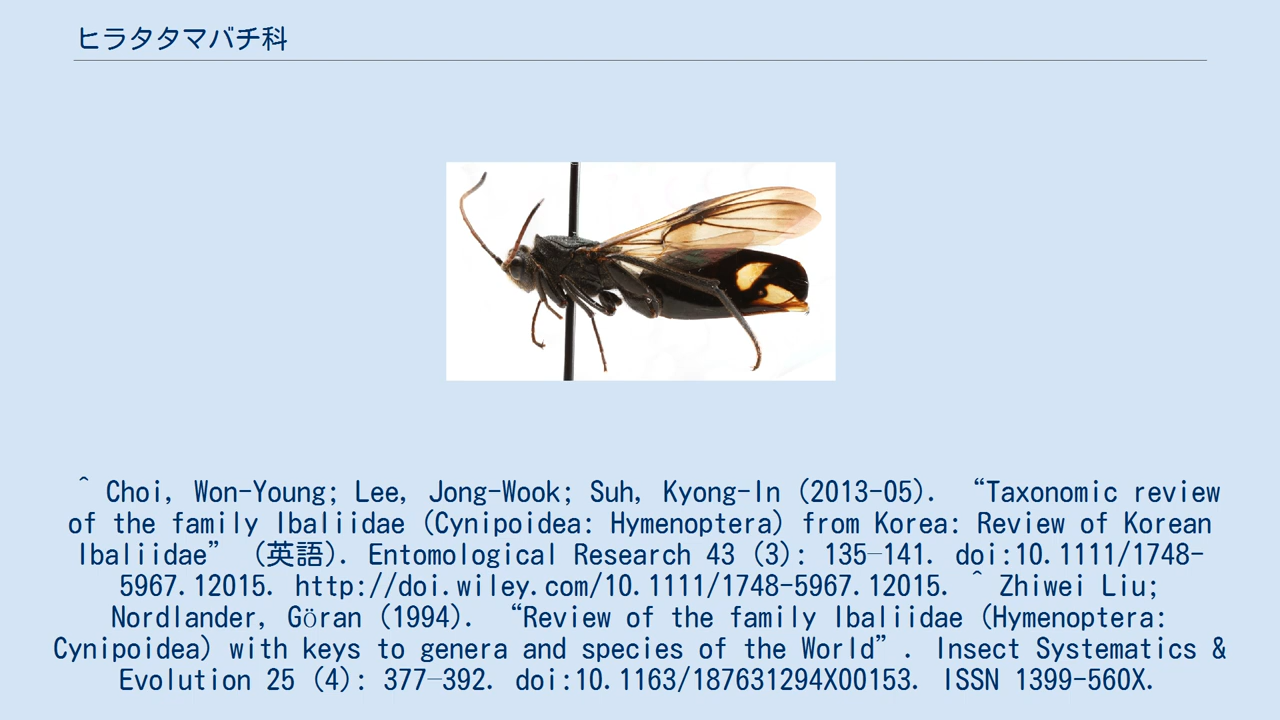 ヒラタタマバチ科
^ Choi, Won-Young; Lee, Jong-Wook; Suh, Kyong-In (2013-05). “Taxonomic review
of the family Ibaliidae (Cynipoidea: Hymenoptera) from Korea: Review of Korean
Ibaliidae” (英語). Entomological Research 43 (3): 135–141. doi:10.1111/1748-
5967.12015. http://doi.wiley.com/10.1111/1748-5967.12015. ^ Zhiwei Liu;
Nordlander, Göran (1994). “Review of the family Ibaliidae (Hymenoptera:
Cynipoidea) with keys to genera and species of the World”. Insect Systematics &
Evolution 25 (4): 377–392. doi:10.1163/187631294X00153. ISSN 1399-560X.